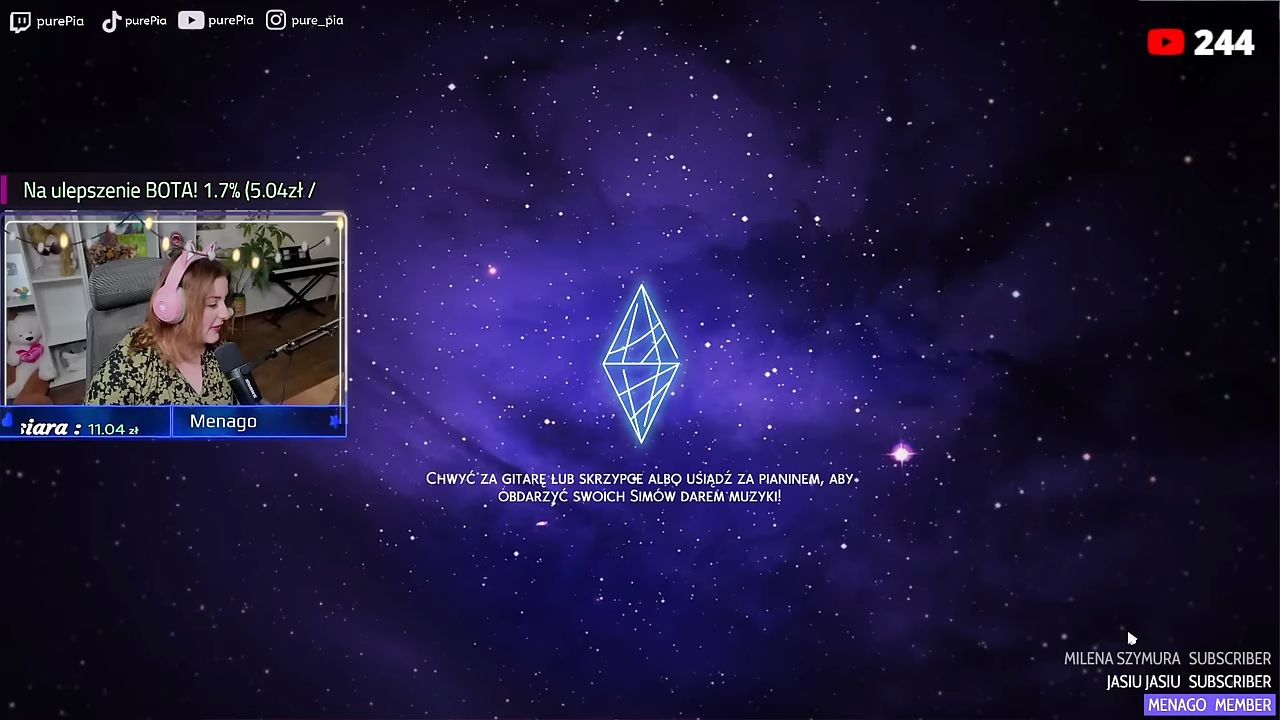 purePia purePia purePia pure_pia
244
Na ulepszenie BOTA! 1.7% (5.04zł /
11.04 zł
Menago
CHWYĆ ZA GITARĘ LUB SKRZYPCE ALBO USIĄDŹ ZA PIANINEM, ABY
OBDARZYĆ SWOICH SIMÓW DAREM MUZYKI!
MILENA SZYMURA SUBSCRIBER
JASIU JASIU SUBSCRIBER
MENAGO MEMBER